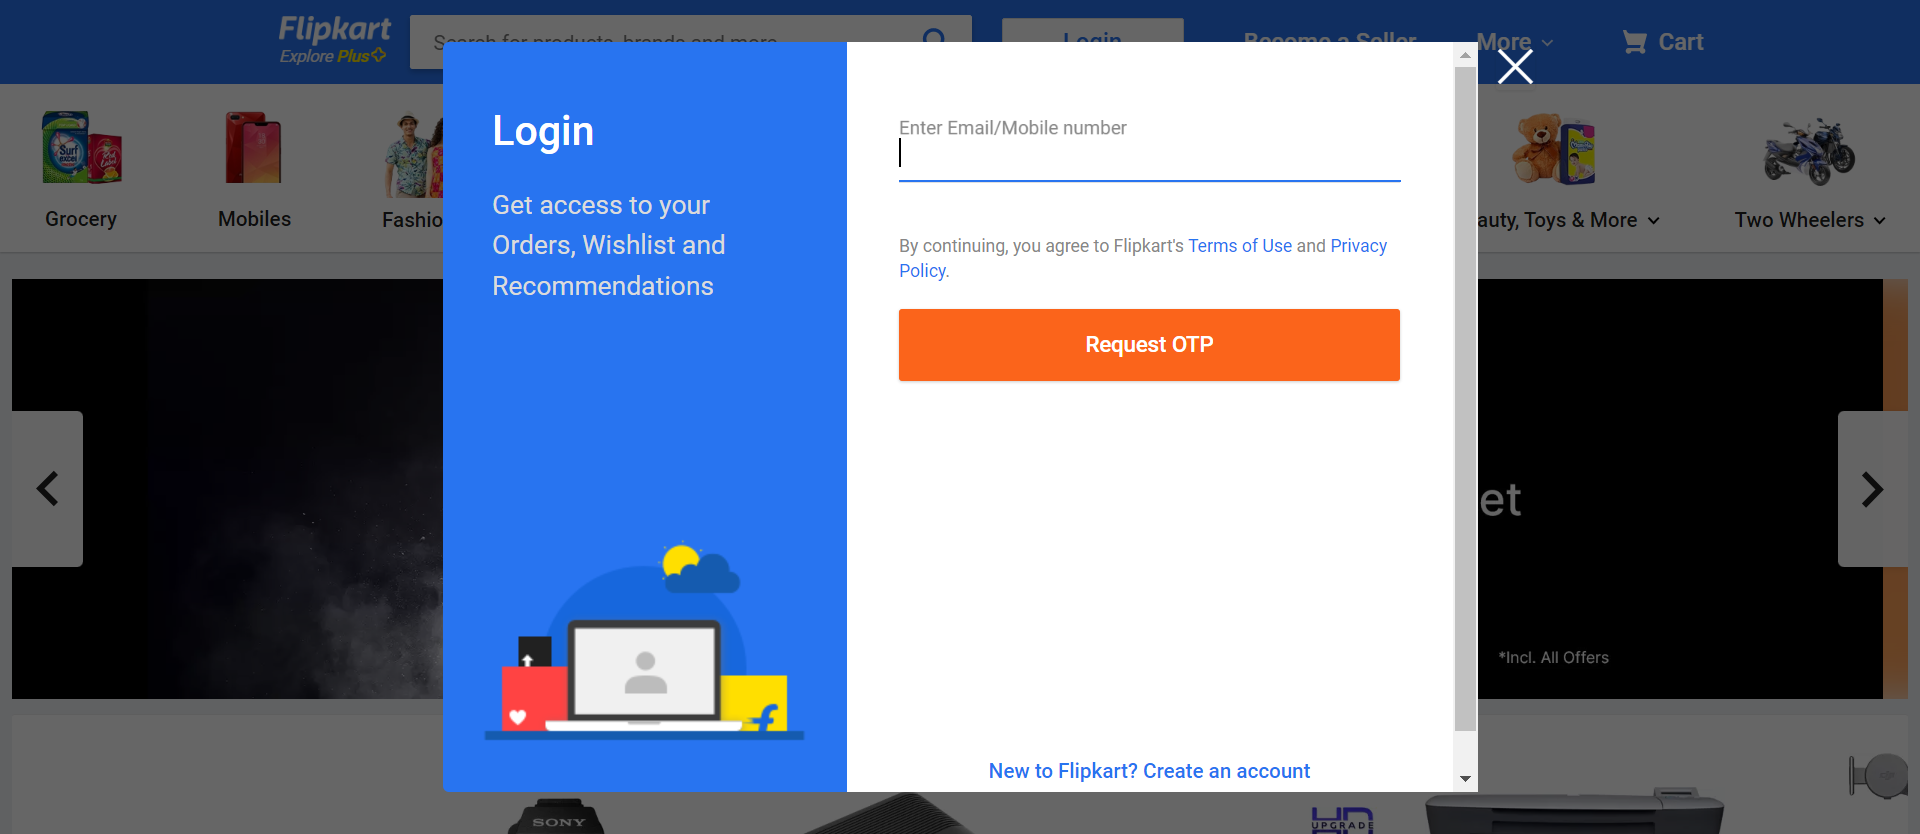 Flipkart
Explore Plus
Search for products, brands and more
Login
Become a Seller
More
Cart
Grocery
Mobiles
Fashio
auty, Toys & More
Two Wheelers
Login
Get access to your
Orders, Wishlist and
Recommendations
Enter Email/Mobile number
By continuing, you agree to Flipkart's Terms of Use and Privacy
Policy.
Request OTP
New to Flipkart? Create an account
et
*Incl. All Offers
Surf
excel
SONY
HD
UPGRADE